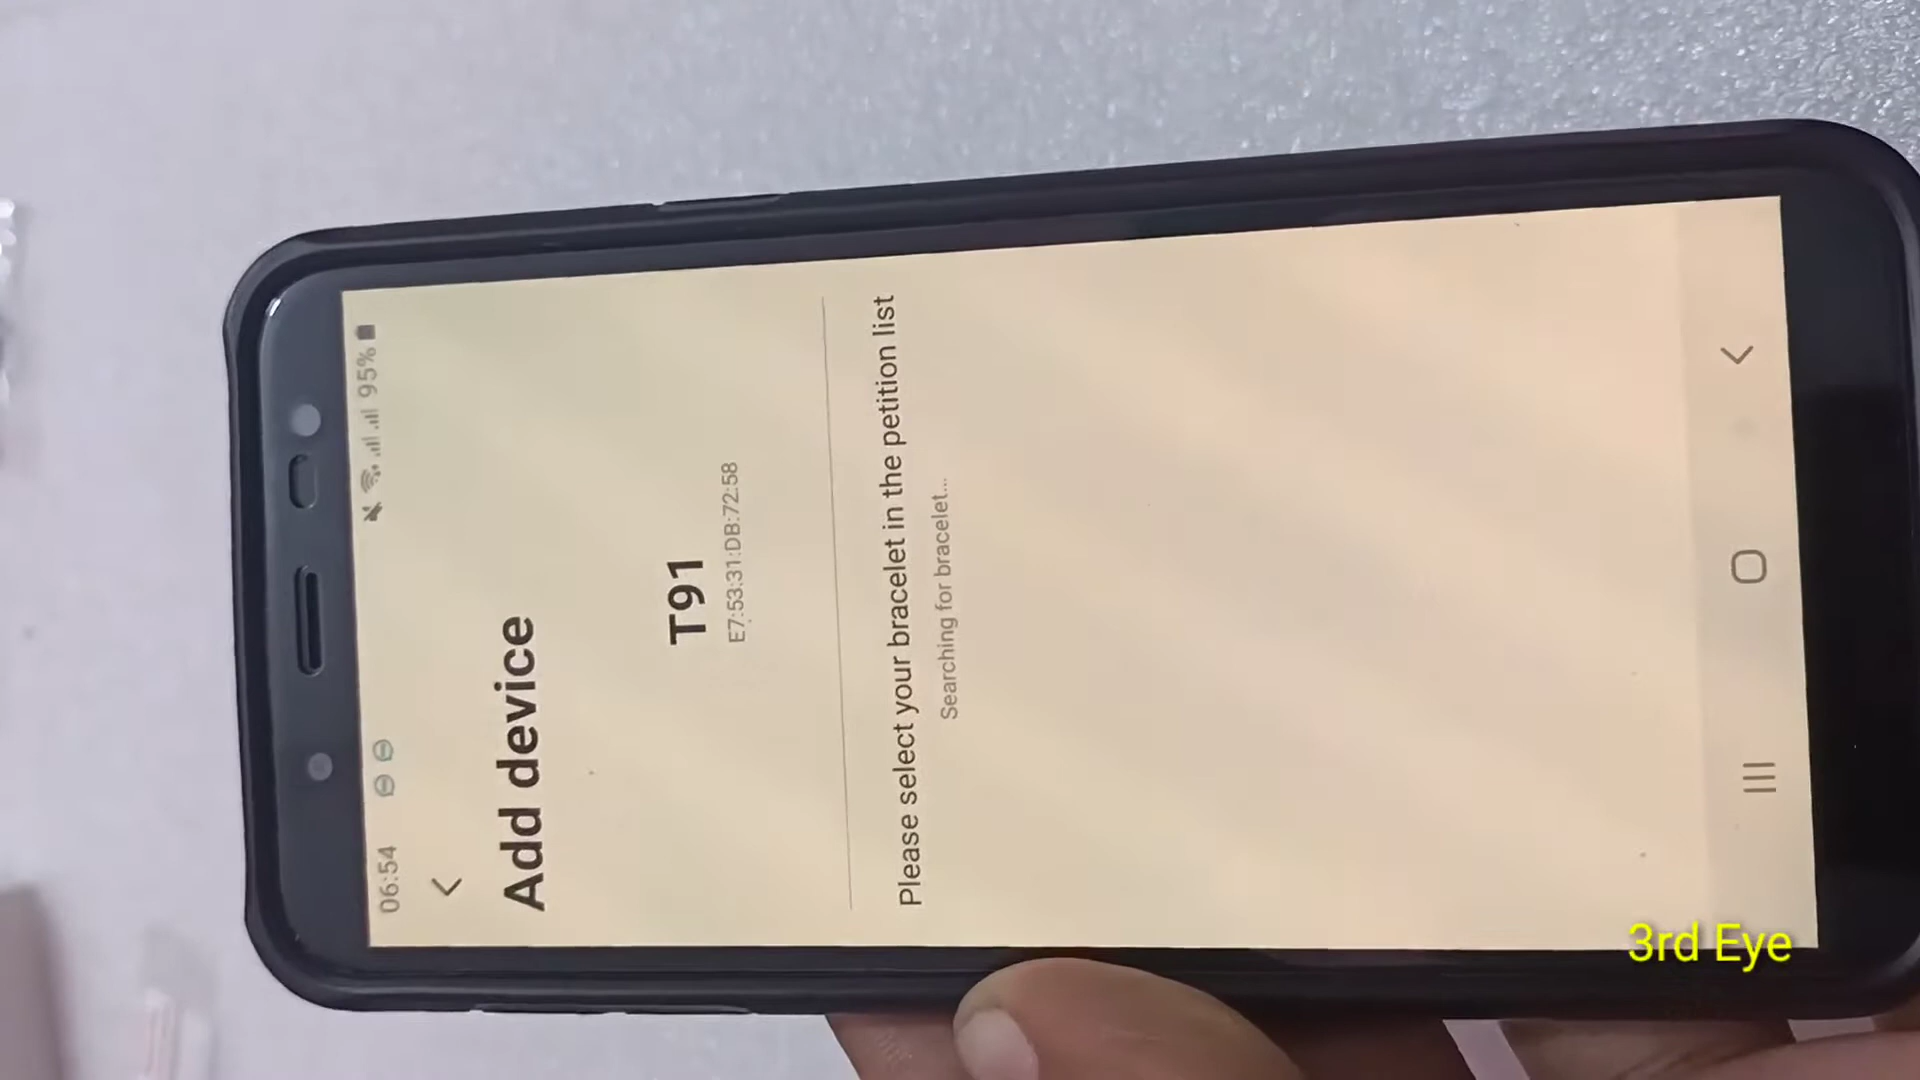 06:54
95%
Add device
T91
E7:53:31:DB:72:58
Please select your bracelet in the petition list
Searching for bracelet...
3rd Eye